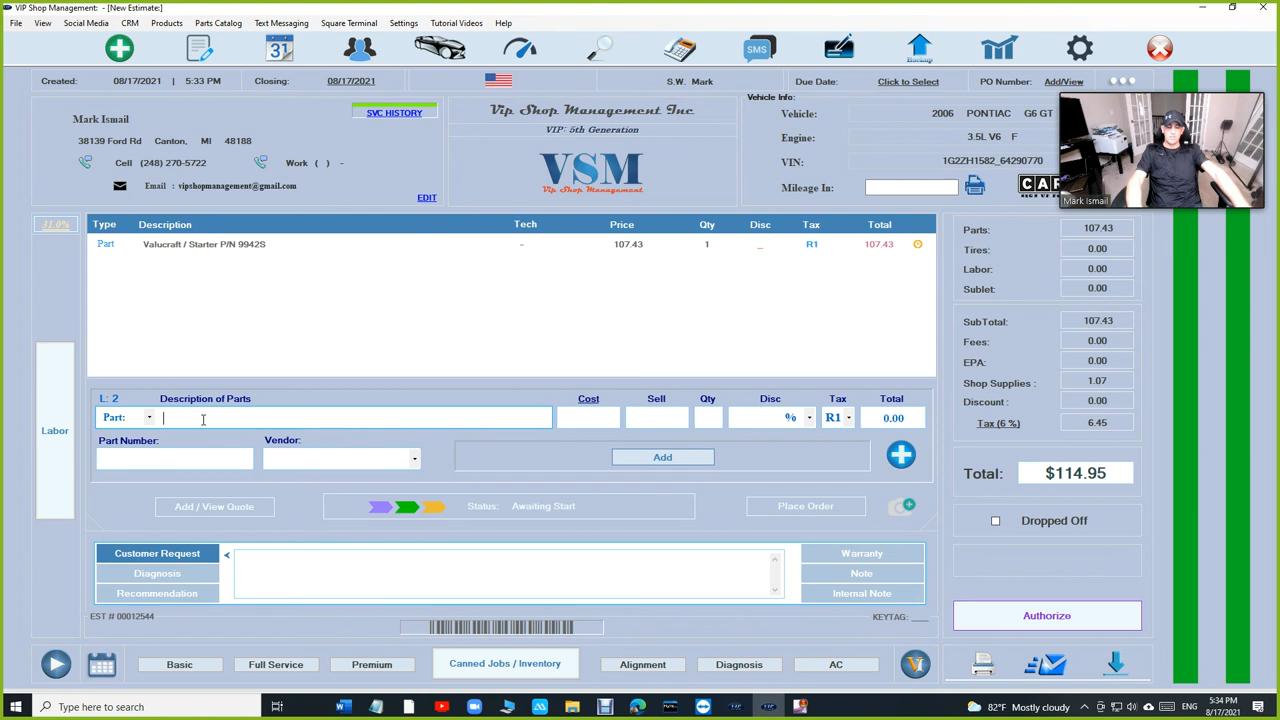 VIP Shop Management: - [New Estimate:]
File View Social Media CRM Products Parts Catalog Text Messaging Square Terminal Settings Tutorial Videos Help
31
SMS
Backup
Created: 08/17/2021 | 5:33 PM Closing: 08/17/2021 S.W. Mark Due Date: Click to Select PO Number: Add/View
Mark Ismail
SVC HISTORY
38139 Ford Rd Canton, MI 48188
Cell (248) 270-5722 Work ( ) -
Email : vipshopmanagement@gmail.com
EDIT
Vip Shop Management Inc
VIP: 5th Generation
VSM
Vip Shop Management
Vehicle Info:
Vehicle: 2006 PONTIAC G6 GT
Engine: 3.5L V6 F
VIN: 1G2ZH1582_64290770
Mileage In:
CAR
Mark Ismail
31.0%
Type Description Tech Price Qty Disc Tax Total
Part Valucraft / Starter P/N 9942S - 107.43 1 _ R1 107.43
Labor
L: 2 Description of Parts Cost Sell Qty Disc Tax Total
Part: % R1 0.00
Part Number: Vendor:
Add
Add / View Quote Status: Awaiting Start Place Order
Customer Request < Warranty
Diagnosis Note
Recommendation Internal Note
EST # 00012544 KEYTAG: ____
Basic Full Service Premium Canned Jobs / Inventory Alignment Diagnosis AC
Parts: 107.43
Tires: 0.00
Labor: 0.00
Sublet: 0.00
SubTotal: 107.43
Fees: 0.00
EPA: 0.00
Shop Supplies : 1.07
Discount : 0.00
Tax (6 %) 6.45
Total: $114.95
Dropped Off
Authorize
Type here to search
82°F Mostly cloudy
ENG
5:34 PM
8/17/2021